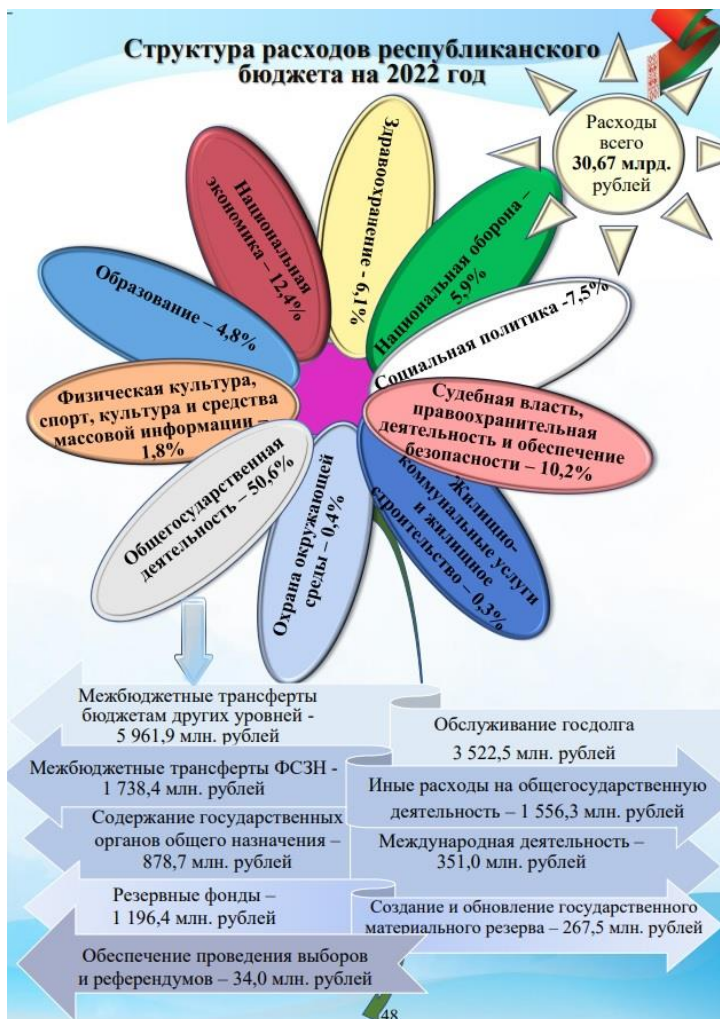 Структура расходов республиканского
бюджета на 2022 год
Расходы
всего
30,67 млрд.
рублей
Здравоохранение - 6,1%
Национальная
экономика – 12,4%
Национальная оборона –
5,9%
Образование – 4,8%
Социальная политика -7,5%
Физическая культура,
спорт, культура и средства
массовой информации –
1,8%
Судебная власть,
правоохранительная
деятельность и обеспечение
безопасности – 10,2%
Общегосударственная
деятельность – 50,6%
Охрана окружающей
среды – 0,4%
Жилищно-
коммунальные услуги
и жилищное
строительство – 0,3%
Межбюджетные трансферты
бюджетам других уровней -
5 961,9 млн. рублей
Обслуживание госдолга
3 522,5 млн. рублей
Межбюджетные трансферты ФСЗН -
1 738,4 млн. рублей
Иные расходы на общегосударственную
деятельность – 1 556,3 млн. рублей
Содержание государственных
органов общего назначения –
878,7 млн. рублей
Международная деятельность –
351,0 млн. рублей
Резервные фонды –
1 196,4 млн. рублей
Создание и обновление государственного
материального резерва – 267,5 млн. рублей
Обеспечение проведения выборов
и референдумов – 34,0 млн. рублей
48